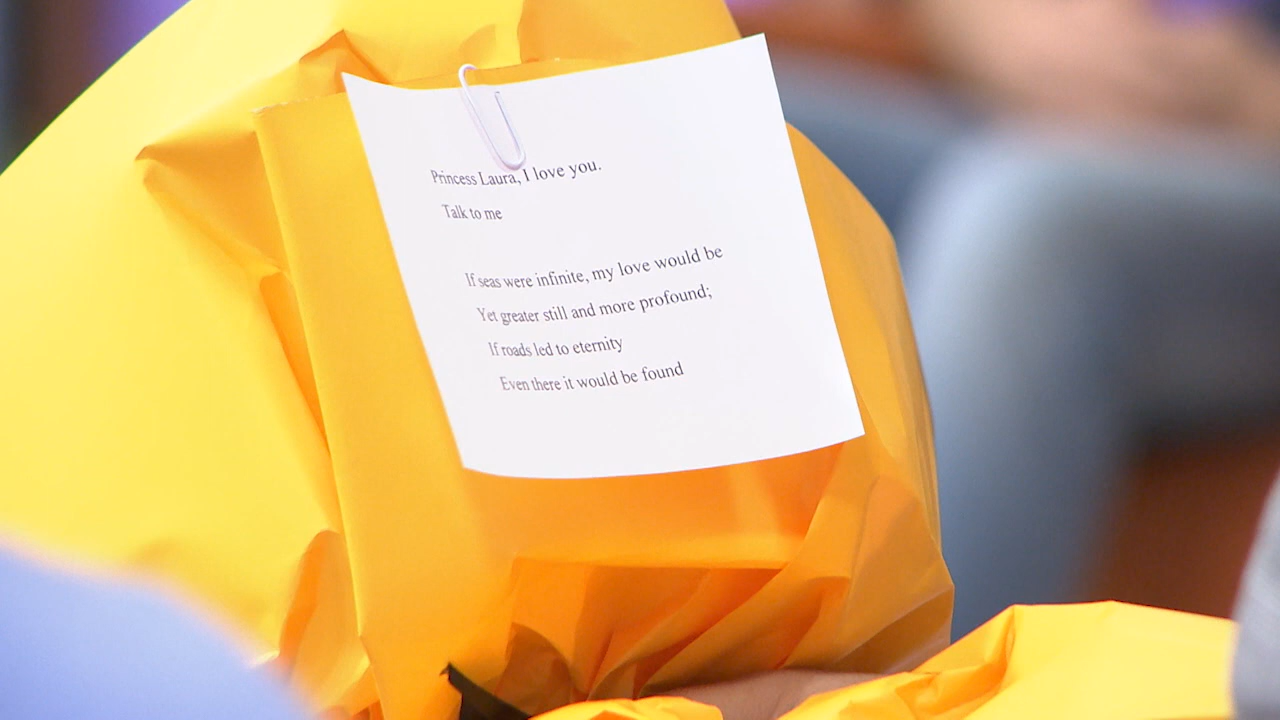 Princess Laura, I love you.
Talk to me
If seas were infinite, my love would be
Yet greater still and more profound;
If roads led to eternity
Even there it would be found